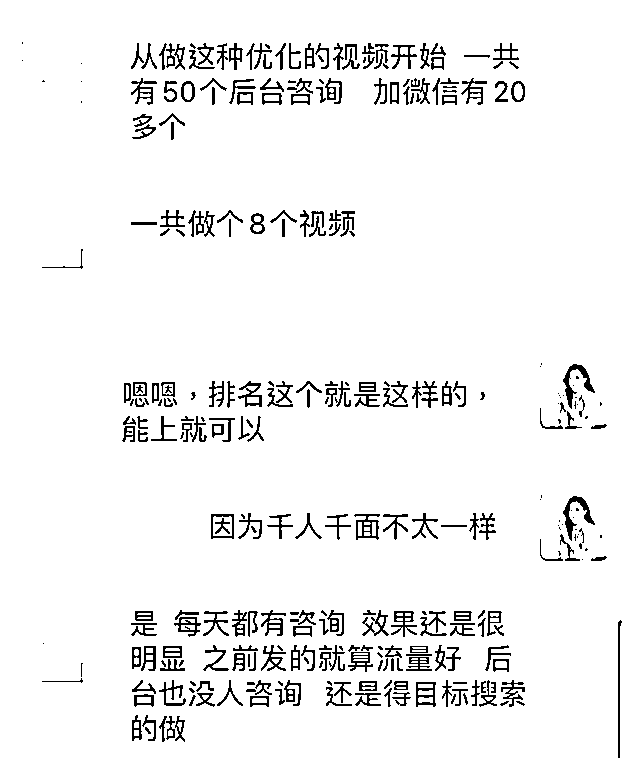 从做这种优化的视频开始 一共
有50个后台咨询 加微信有20
多个
一共做个8个视频
嗯嗯，排名这个就是这样的，
能上就可以
因为千人千面不太一样
是 每天都有咨询 效果还是很
明显 之前发的就算流量好 后
台也没人咨询 还是得目标搜索
的做